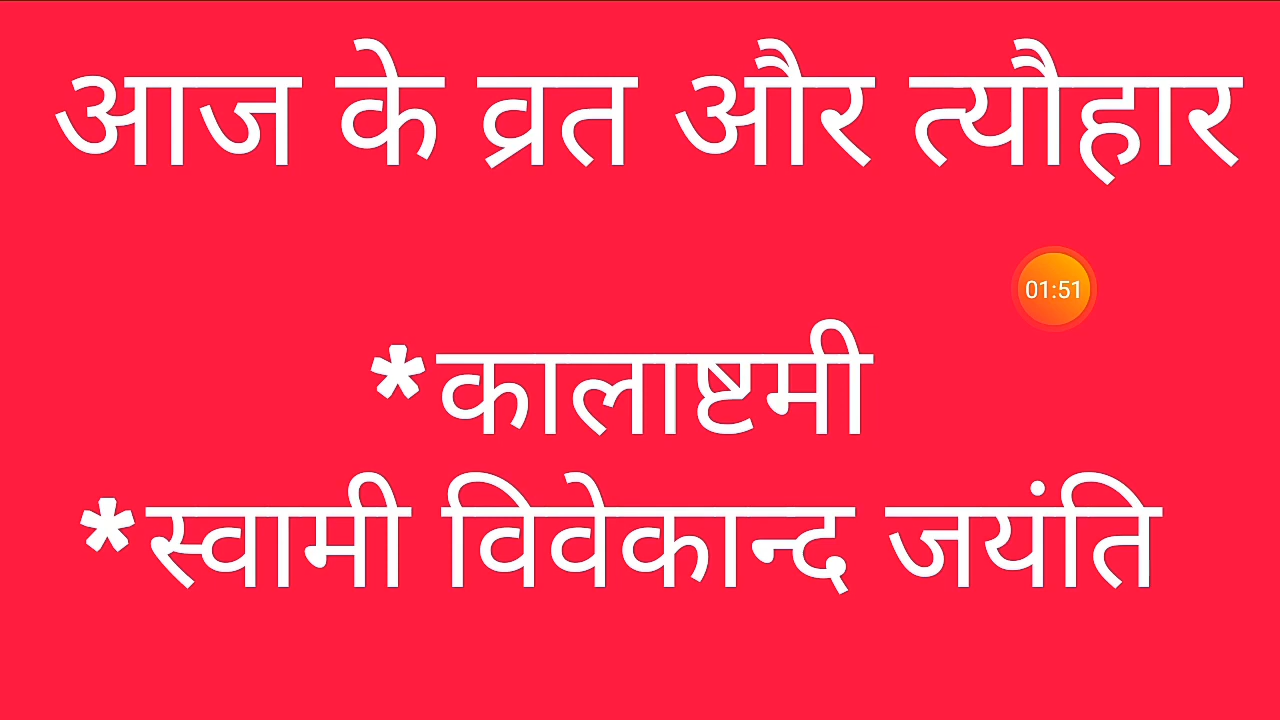 आज के व्रत और त्यौहार
01:51
*कालाष्टमी
*स्वामी विवेकान्द जयंति